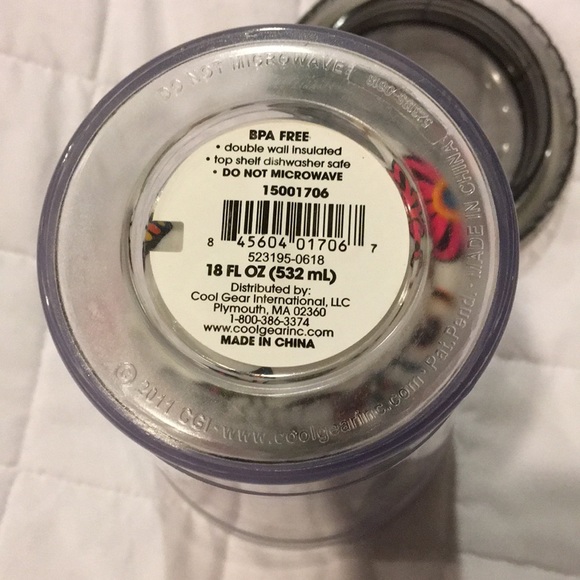 BPA FREE
• double wall insulated
• top shelf dishwasher safe
• DO NOT MICROWAVE
15001706
8 45604 01706 7
523195-0618
18 FL OZ (532 mL)
Distributed by:
Cool Gear International, LLC
Plymouth, MA 02360
1-800-386-3374
www.coolgearinc.com
MADE IN CHINA
DO NOT MICROWAVE
© 2011 CGI - www.coolgearinc.com · Pat. Pend. · MADE IN CHINA